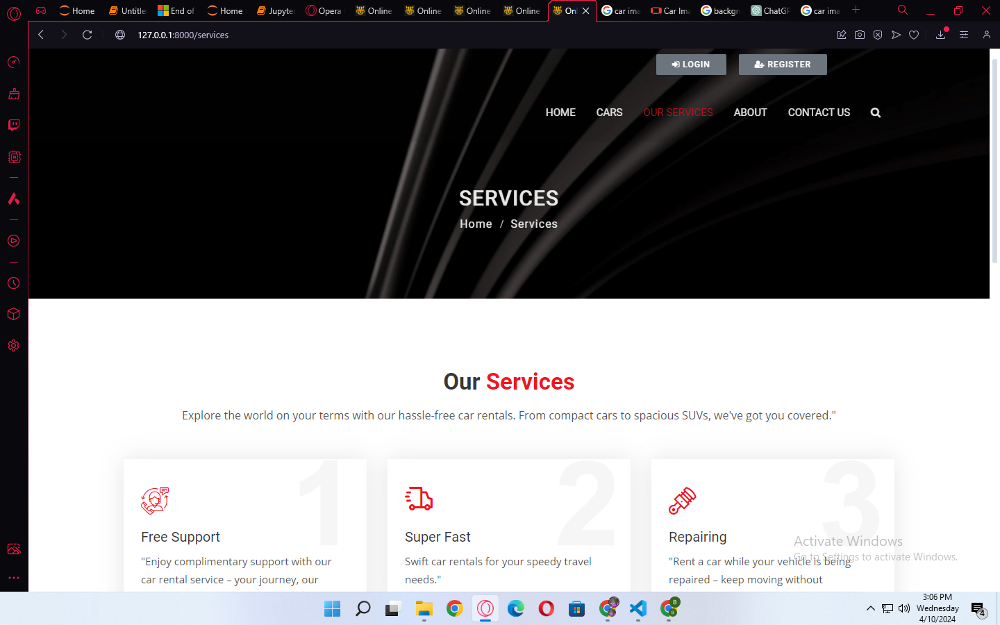 Home
Untitle
End of
Home
Jupyter
Opera
Online
Online
Online
Online
Onl
car ima
Car Ima
backgr
ChatGP
car ima
127.0.0.1:8000/services
LOGIN
REGISTER
HOME
CARS
OUR SERVICES
ABOUT
CONTACT US
SERVICES
Home / Services
Our Services
Explore the world on your terms with our hassle-free car rentals. From compact cars to spacious SUVs, we've got you covered."
1
2
3
Free Support
"Enjoy complimentary support with our
car rental service – your journey, our
Super Fast
Swift car rentals for your speedy travel
needs."
Repairing
"Rent a car while your vehicle is being
repaired – keep moving without
Activate Windows
Go to Settings to activate Windows.
B
8
3:06 PM
Wednesday
4/10/2024
4